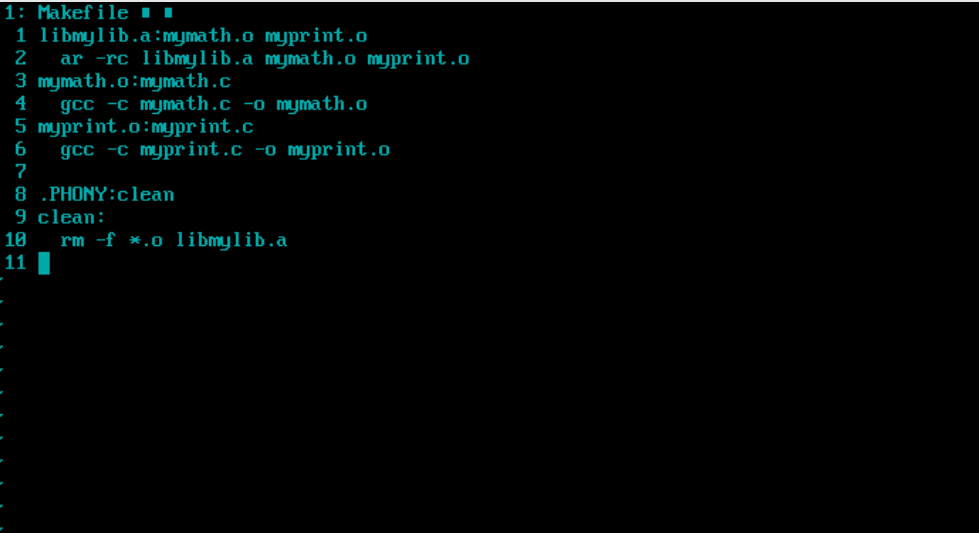 1: Makefile ∎ ∎
1 libmylib.a:mymath.o myprint.o
2   ar -rc libmylib.a mymath.o myprint.o
3 mymath.o:mymath.c
4   gcc -c mymath.c -o mymath.o
5 myprint.o:myprint.c
6   gcc -c myprint.c -o myprint.o
7
8 .PHONY:clean
9 clean:
10   rm -f *.o libmylib.a
11